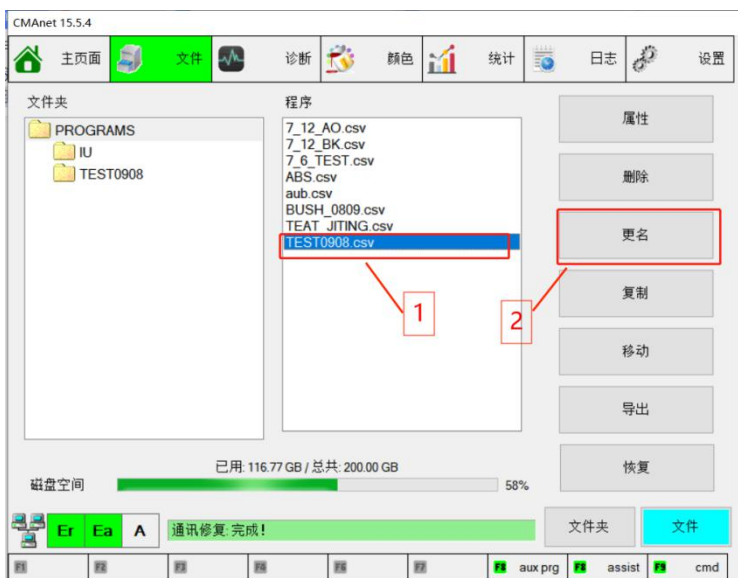 CMAnet 15.5.4
主页面 文件 诊断 颜色 统计 日志 设置
文件夹 程序
PROGRAMS
IU
TEST0908
7_12_AO.csv
7_12_BK.csv
7_6_TEST.csv
ABS.csv
aub.csv
BUSH_0809.csv
TEAT_JITING.csv
TEST0908.csv
1
2
属性
删除
更名
复制
移动
导出
恢复
已用: 116.77 GB / 总共: 200.00 GB
磁盘空间 58%
Er Ea A 通讯修复:完成! 文件夹 文件
F1 F2 F3 F4 F6 F7 F8 aux prg F8 assist F9 cmd